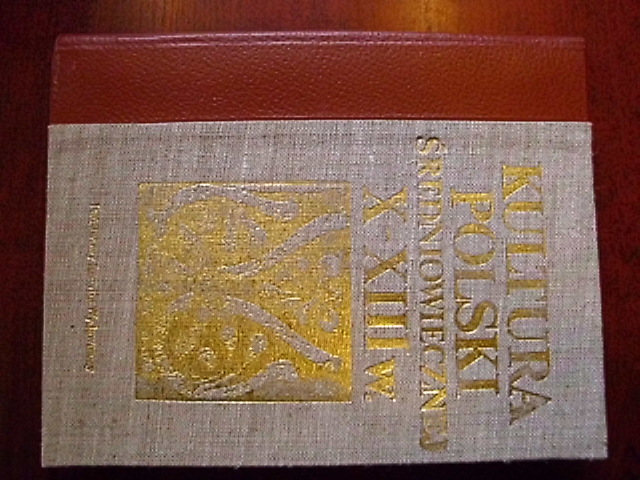 KULTURA
POLSKI
ŚREDNIOWIECZNEJ
X-XIII w.